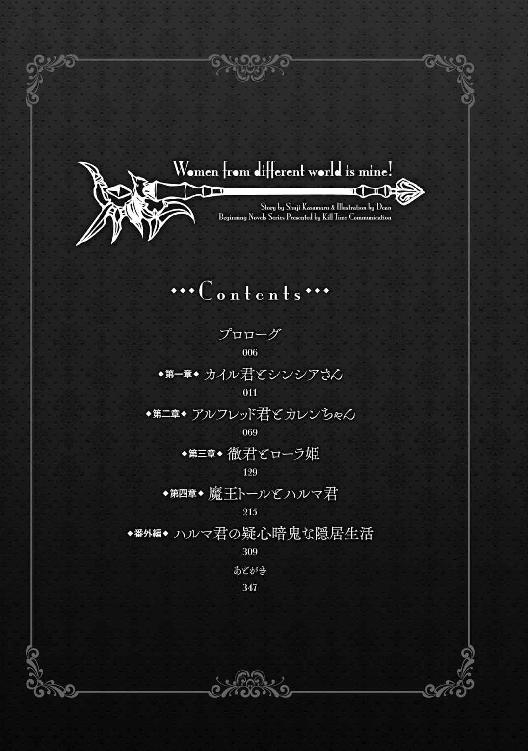 Women from different world is mine!
Story by Szuji Kasamaru & Illustration by Dozo
Beginning Novels Series Presented by Kill Time Communication
Contents
プロローグ
006
第一章 カイル君とシンシアさん
011
第二章 アルフレッド君とカレンちゃん
069
第三章 徹君とローラ姫
129
第四章 魔王トールとハルマ君
215
番外編 ハルマ君の疑心暗鬼な隠居生活
309
あとがき
347